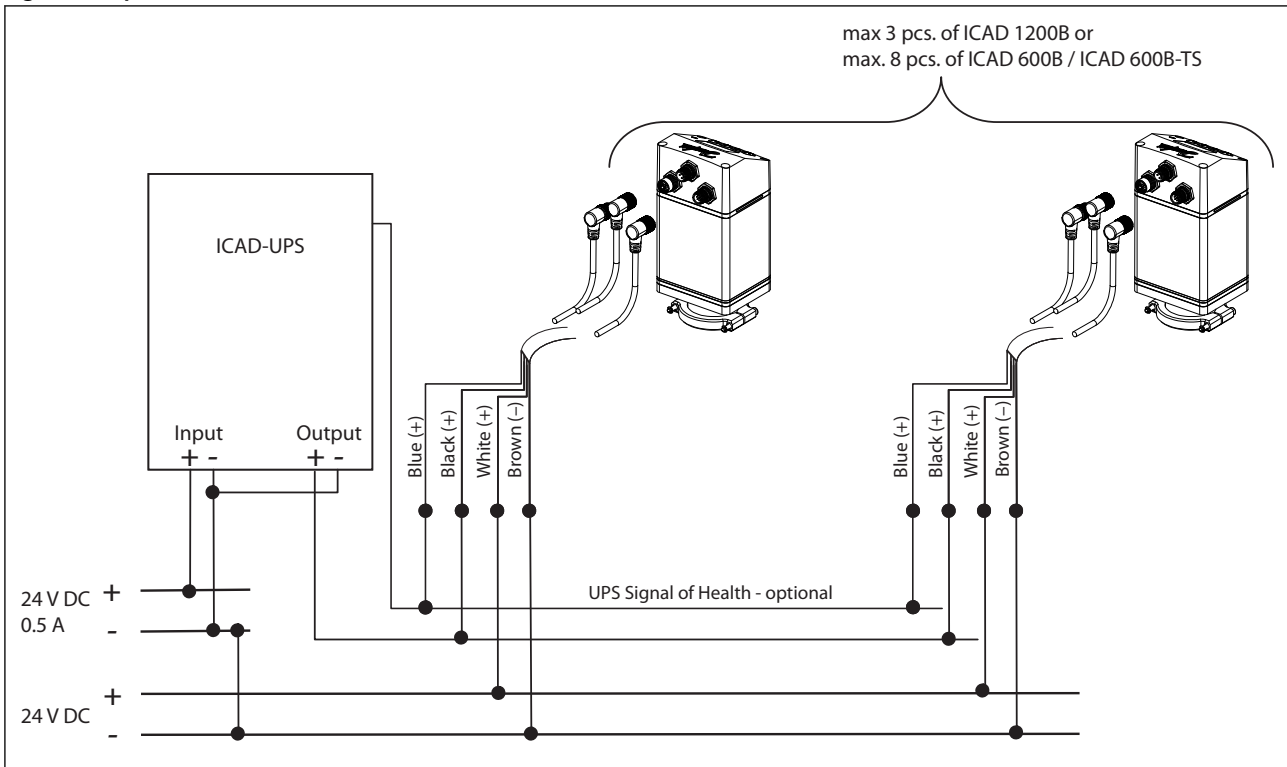 max 3 pcs. of ICAD 1200B or
max. 8 pcs. of ICAD 600B / ICAD 600B-TS
ICAD-UPS
Input
Output
+ -
+ -
Blue (+)
Black (+)
White (+)
Brown (−)
Blue (+)
Black (+)
White (+)
Brown (−)
UPS Signal of Health - optional
24 V DC
0.5 A
+
-
24 V DC
+
-